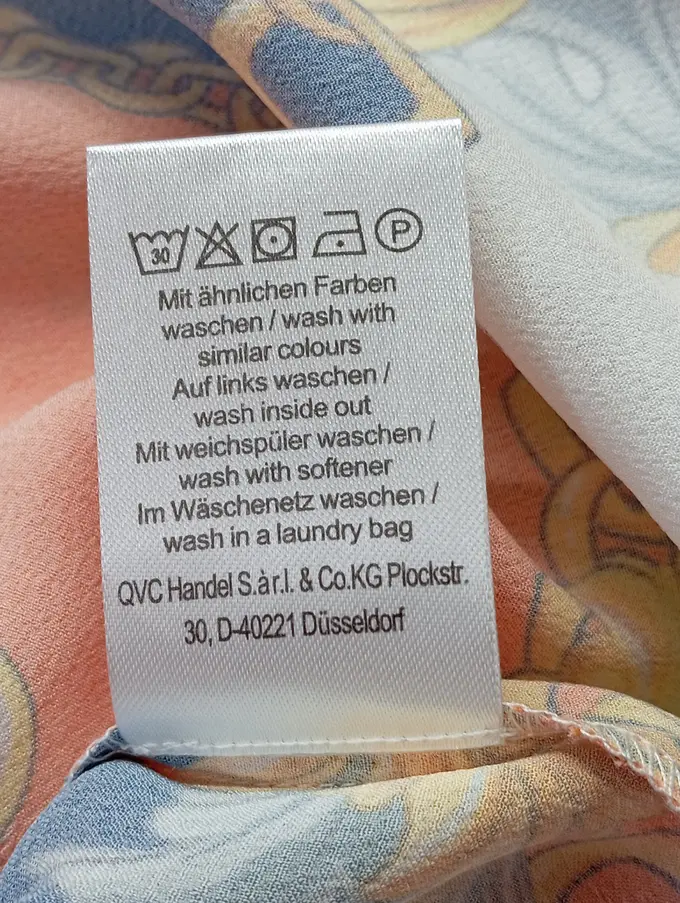 30 P
Mit ähnlichen Farben
waschen / wash with
similar colours
Auf links waschen /
wash inside out
Mit weichspüler waschen /
wash with softener
Im Wäschenetz waschen /
wash in a laundry bag
QVC Handel S.àr.l. & Co.KG Plockstr.
30, D-40221 Düsseldorf